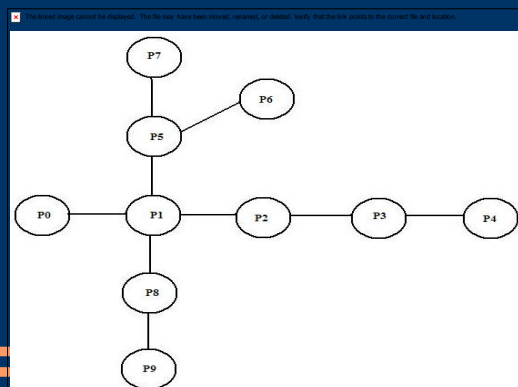 The linked image cannot be displayed. The file may have been moved, renamed, or deleted. Verify that the link points to the correct file and location.
P7
P6
P5
P0 P1 P2 P3 P4
P8
P9